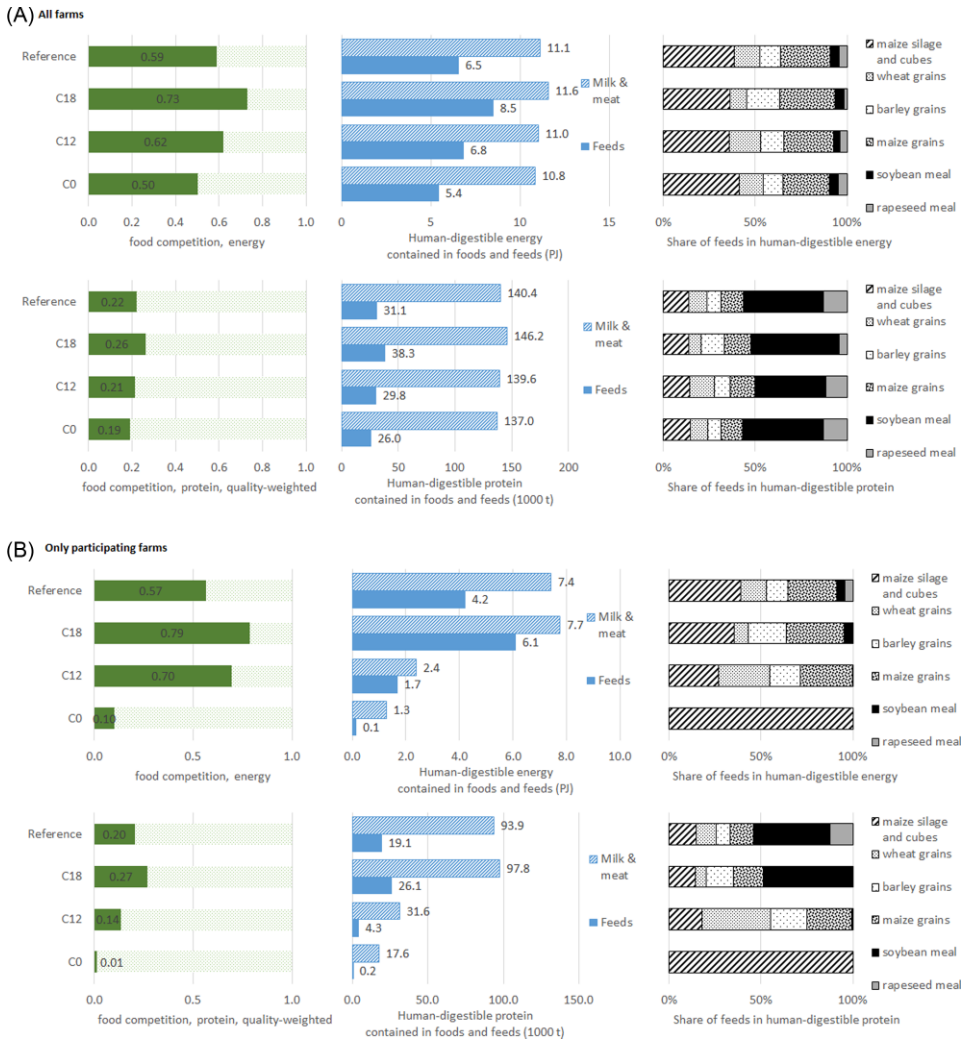 (A) All farms
Reference
C18
C12
C0
0.59
0.73
0.62
0.50
0.0 0.2 0.4 0.6 0.8 1.0
food competition, energy
11.1
6.5
11.6
8.5
11.0
6.8
10.8
5.4
Milk &
meat
Feeds
0 5 10 15
Human-digestible energy
contained in foods and feeds (PJ)
0% 50% 100%
Share of feeds in human-digestible energy
maize silage
and cubes
wheat grains
barley grains
maize grains
soybean meal
rapeseed meal
Reference
C18
C12
C0
0.22
0.26
0.21
0.19
0.0 0.2 0.4 0.6 0.8 1.0
food competition, protein, quality-weighted
140.4
31.1
146.2
38.3
139.6
29.8
137.0
26.0
Milk &
meat
Feeds
0 50 100 150 200
Human-digestible protein
contained in foods and feeds (1000 t)
0% 50% 100%
Share of feeds in human-digestible protein
maize silage
and cubes
wheat grains
barley grains
maize grains
soybean meal
rapeseed meal
(B) Only participating farms
Reference
C18
C12
C0
0.57
0.79
0.70
0.10
0.0 0.5 1.0
food competition, energy
7.4
4.2
7.7
6.1
2.4
1.7
1.3
0.1
Milk &
meat
Feeds
0.0 2.0 4.0 6.0 8.0 10.0
Human-digestible energy
contained in foods and feeds (PJ)
0% 50% 100%
Share of feeds in human-digestible energy
maize silage
and cubes
wheat grains
barley grains
maize grains
soybean meal
rapeseed meal
Reference
C18
C12
C0
0.20
0.27
0.14
0.01
0.0 0.5 1.0
food competition, protein, quality-weighted
93.9
19.1
97.8
26.1
31.6
4.3
17.6
0.2
Milk &
meat
Feeds
0.0 50.0 100.0 150.0
Human-digestible protein
contained in foods and feeds (1000 t)
0% 50% 100%
Share of feeds in human-digestible protein
maize silage
and cubes
wheat grains
barley grains
maize grains
soybean meal
rapeseed meal